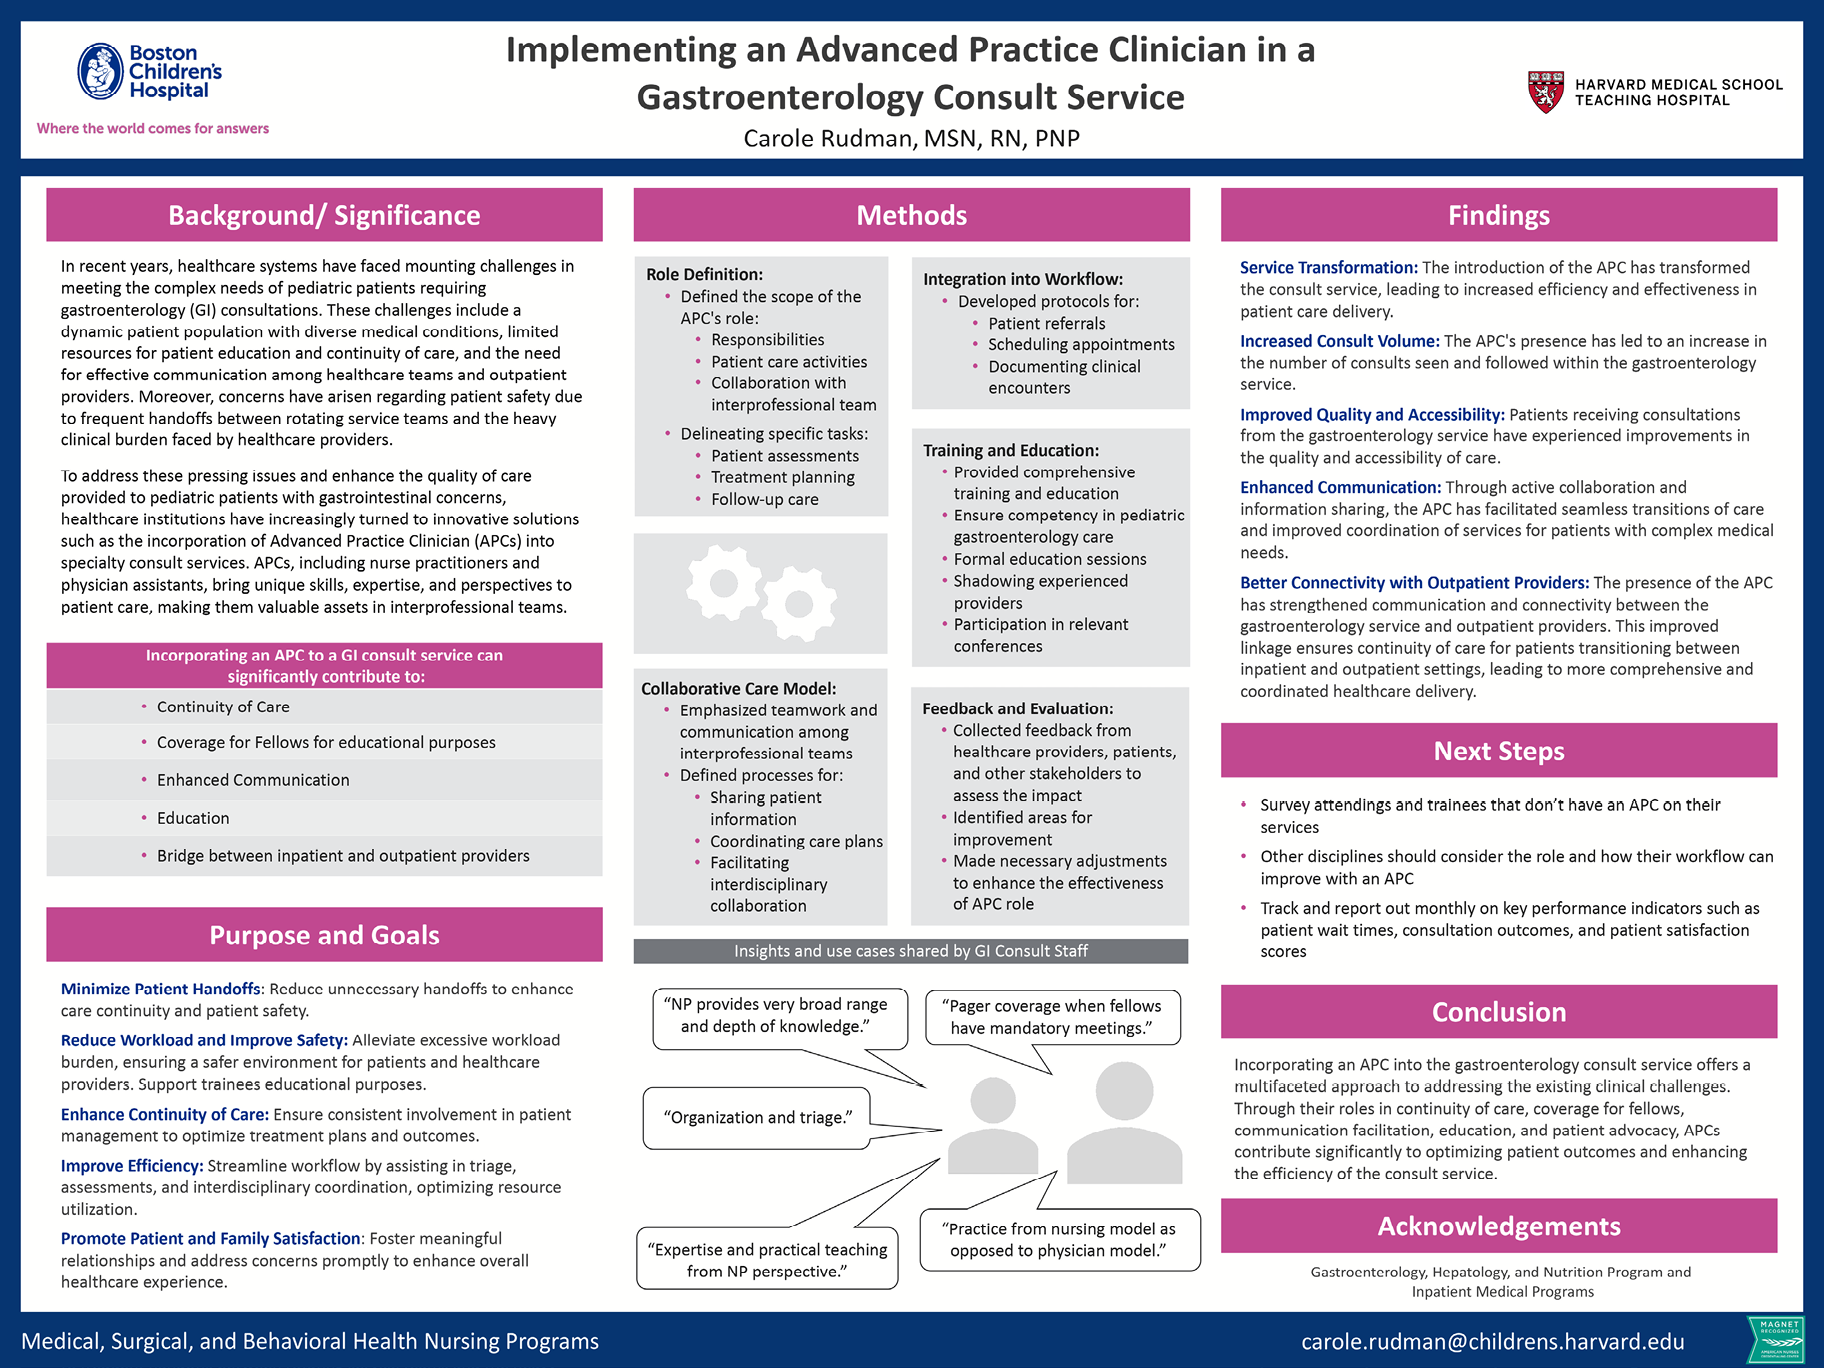 Boston
Children's
Hospital
Where the world comes for answers
Implementing an Advanced Practice Clinician in a
Gastroenterology Consult Service
Carole Rudman, MSN, RN, PNP
HARVARD MEDICAL SCHOOL
TEACHING HOSPITAL
Background/ Significance
In recent years, healthcare systems have faced mounting challenges in
meeting the complex needs of pediatric patients requiring
gastroenterology (GI) consultations. These challenges include a
dynamic patient population with diverse medical conditions, limited
resources for patient education and continuity of care, and the need
for effective communication among healthcare teams and outpatient
providers. Moreover, concerns have arisen regarding patient safety due
to frequent handoffs between rotating service teams and the heavy
clinical burden faced by healthcare providers.
To address these pressing issues and enhance the quality of care
provided to pediatric patients with gastrointestinal concerns,
healthcare institutions have increasingly turned to innovative solutions
such as the incorporation of Advanced Practice Clinician (APCs) into
specialty consult services. APCs, including nurse practitioners and
physician assistants, bring unique skills, expertise, and perspectives to
patient care, making them valuable assets in interprofessional teams.
Incorporating an APC to a GI consult service can
significantly contribute to:
• Continuity of Care
• Coverage for Fellows for educational purposes
• Enhanced Communication
• Education
• Bridge between inpatient and outpatient providers
Purpose and Goals
Minimize Patient Handoffs: Reduce unnecessary handoffs to enhance
care continuity and patient safety.
Reduce Workload and Improve Safety: Alleviate excessive workload
burden, ensuring a safer environment for patients and healthcare
providers. Support trainees educational purposes.
Enhance Continuity of Care: Ensure consistent involvement in patient
management to optimize treatment plans and outcomes.
Improve Efficiency: Streamline workflow by assisting in triage,
assessments, and interdisciplinary coordination, optimizing resource
utilization.
Promote Patient and Family Satisfaction: Foster meaningful
relationships and address concerns promptly to enhance overall
healthcare experience.
Methods
Role Definition:
• Defined the scope of the
APC's role:
• Responsibilities
• Patient care activities
• Collaboration with
interprofessional team
• Delineating specific tasks:
• Patient assessments
• Treatment planning
• Follow-up care
Collaborative Care Model:
• Emphasized teamwork and
communication among
interprofessional teams
• Defined processes for:
• Sharing patient
information
• Coordinating care plans
• Facilitating
interdisciplinary
collaboration
Integration into Workflow:
• Developed protocols for:
• Patient referrals
• Scheduling appointments
• Documenting clinical
encounters
Training and Education:
• Provided comprehensive
training and education
• Ensure competency in pediatric
gastroenterology care
• Formal education sessions
• Shadowing experienced
providers
• Participation in relevant
conferences
Feedback and Evaluation:
• Collected feedback from
healthcare providers, patients,
and other stakeholders to
assess the impact
• Identified areas for
improvement
• Made necessary adjustments
to enhance the effectiveness
of APC role
Insights and use cases shared by GI Consult Staff
“NP provides very broad range
and depth of knowledge.”
“Pager coverage when fellows
have mandatory meetings.”
“Organization and triage.”
“Expertise and practical teaching
from NP perspective.”
“Practice from nursing model as
opposed to physician model.”
Findings
Service Transformation: The introduction of the APC has transformed
the consult service, leading to increased efficiency and effectiveness in
patient care delivery.
Increased Consult Volume: The APC's presence has led to an increase in
the number of consults seen and followed within the gastroenterology
service.
Improved Quality and Accessibility: Patients receiving consultations
from the gastroenterology service have experienced improvements in
the quality and accessibility of care.
Enhanced Communication: Through active collaboration and
information sharing, the APC has facilitated seamless transitions of care
and improved coordination of services for patients with complex medical
needs.
Better Connectivity with Outpatient Providers: The presence of the APC
has strengthened communication and connectivity between the
gastroenterology service and outpatient providers. This improved
linkage ensures continuity of care for patients transitioning between
inpatient and outpatient settings, leading to more comprehensive and
coordinated healthcare delivery.
Next Steps
• Survey attendings and trainees that don’t have an APC on their
services
• Other disciplines should consider the role and how their workflow can
improve with an APC
• Track and report out monthly on key performance indicators such as
patient wait times, consultation outcomes, and patient satisfaction
scores
Conclusion
Incorporating an APC into the gastroenterology consult service offers a
multifaceted approach to addressing the existing clinical challenges.
Through their roles in continuity of care, coverage for fellows,
communication facilitation, education, and patient advocacy, APCs
contribute significantly to optimizing patient outcomes and enhancing
the efficiency of the consult service.
Acknowledgements
Gastroenterology, Hepatology, and Nutrition Program and
Inpatient Medical Programs
Medical, Surgical, and Behavioral Health Nursing Programs
carole.rudman@childrens.harvard.edu
MAGNET
RECOGNIZED
AMERICAN NURSES
CREDENTIALING CENTER